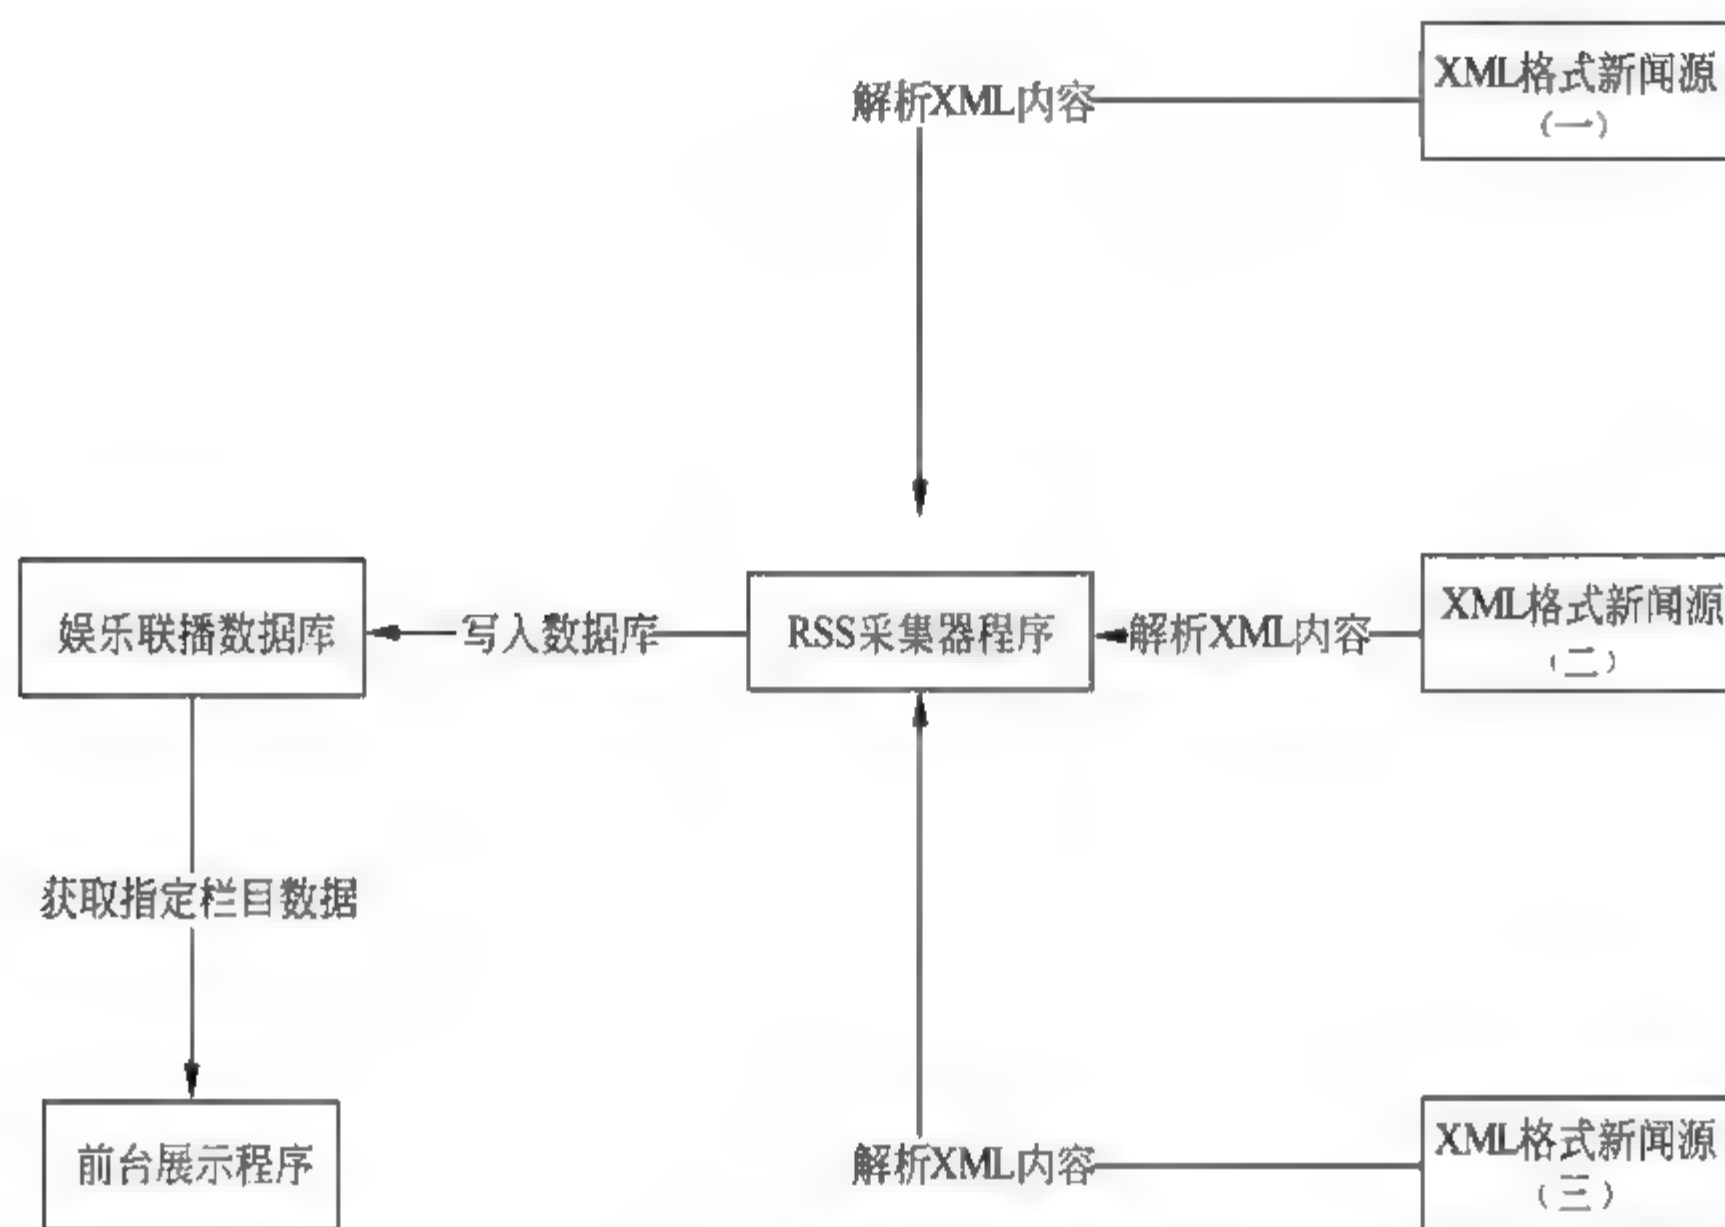 解析XML内容
XML格式新闻源
(一)
娱乐联播数据库
写入数据库
RSS采集器程序
解析XML内容
XML格式新闻源
(二)
获取指定栏目数据
前台展示程序
解析XML内容
XML格式新闻源
(三)